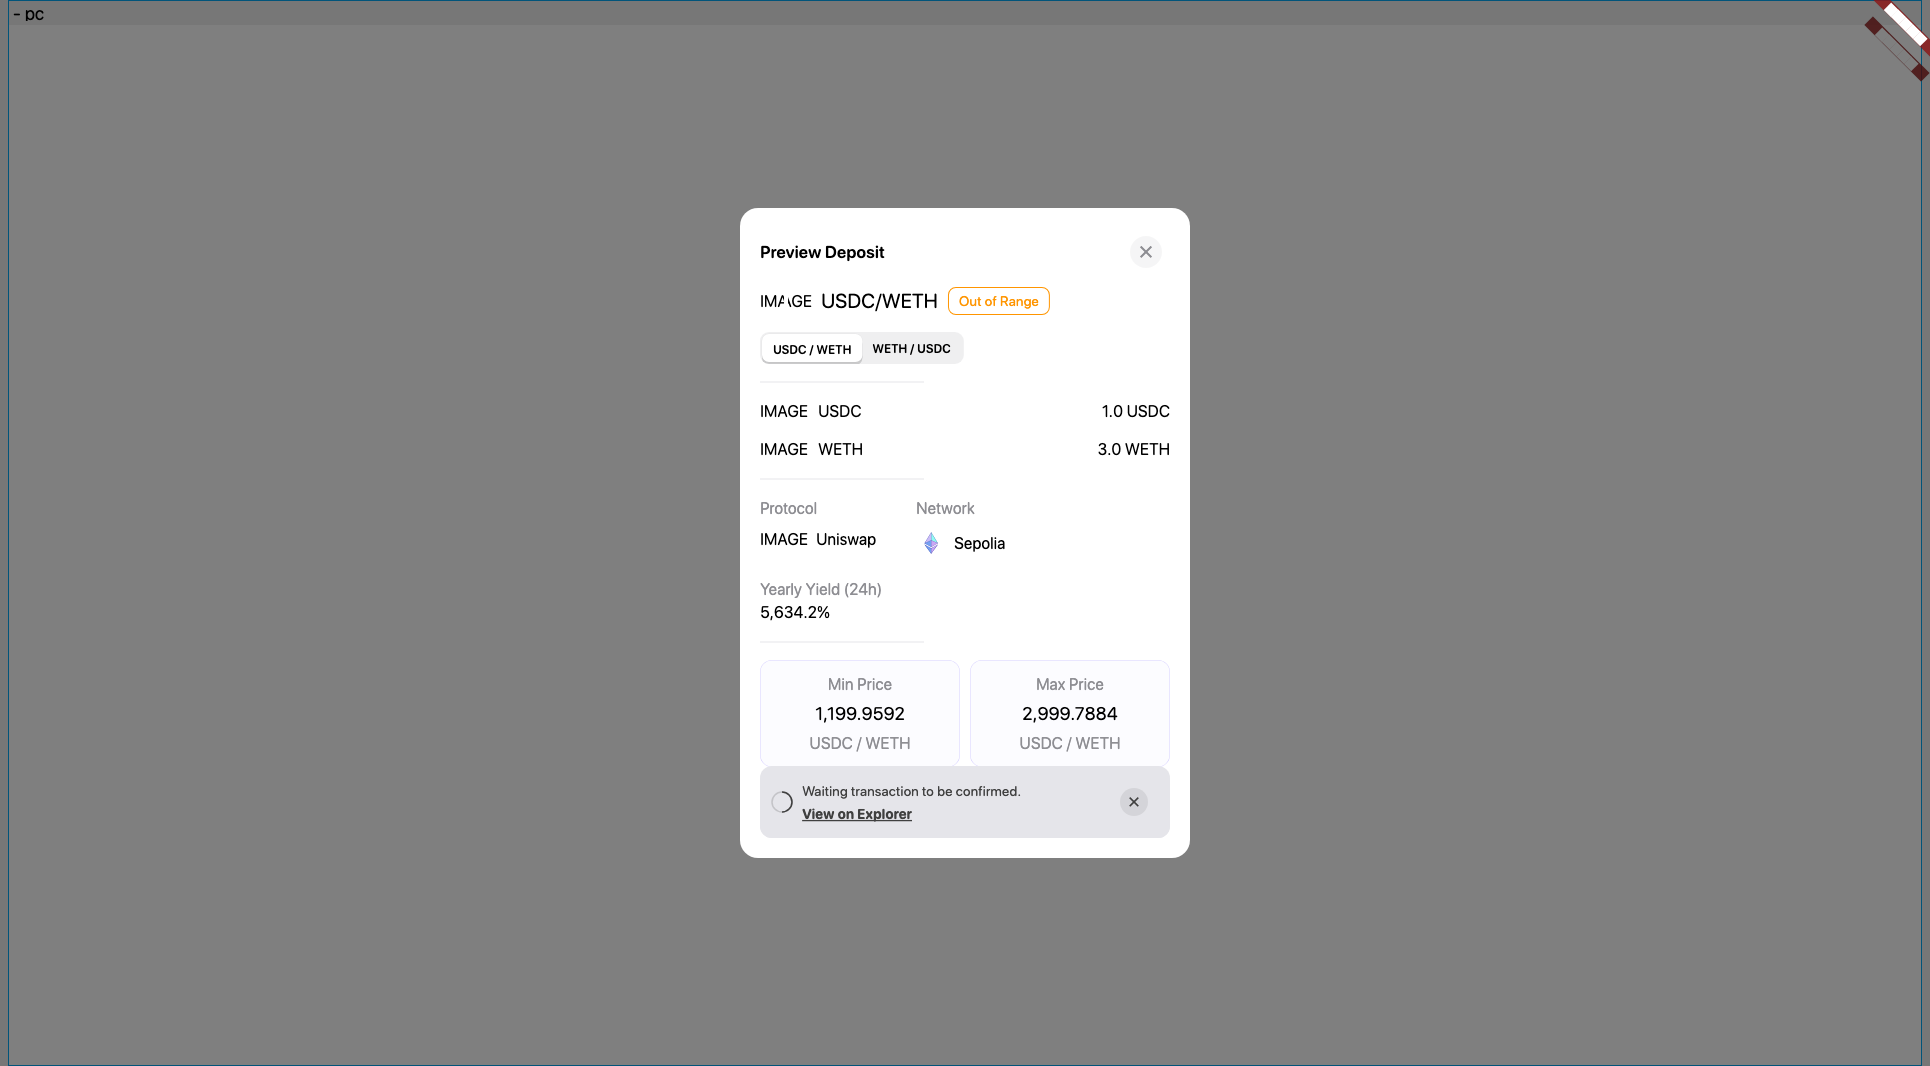 - pc
Preview Deposit
IMAGE USDC/WETH Out of Range
USDC / WETH WETH / USDC
IMAGE USDC 1.0 USDC
IMAGE WETH 3.0 WETH
Protocol Network
IMAGE Uniswap Sepolia
Yearly Yield (24h)
5,634.2%
Min Price Max Price
1,199.9592 2,999.7884
USDC / WETH USDC / WETH
Waiting transaction to be confirmed.
View on Explorer